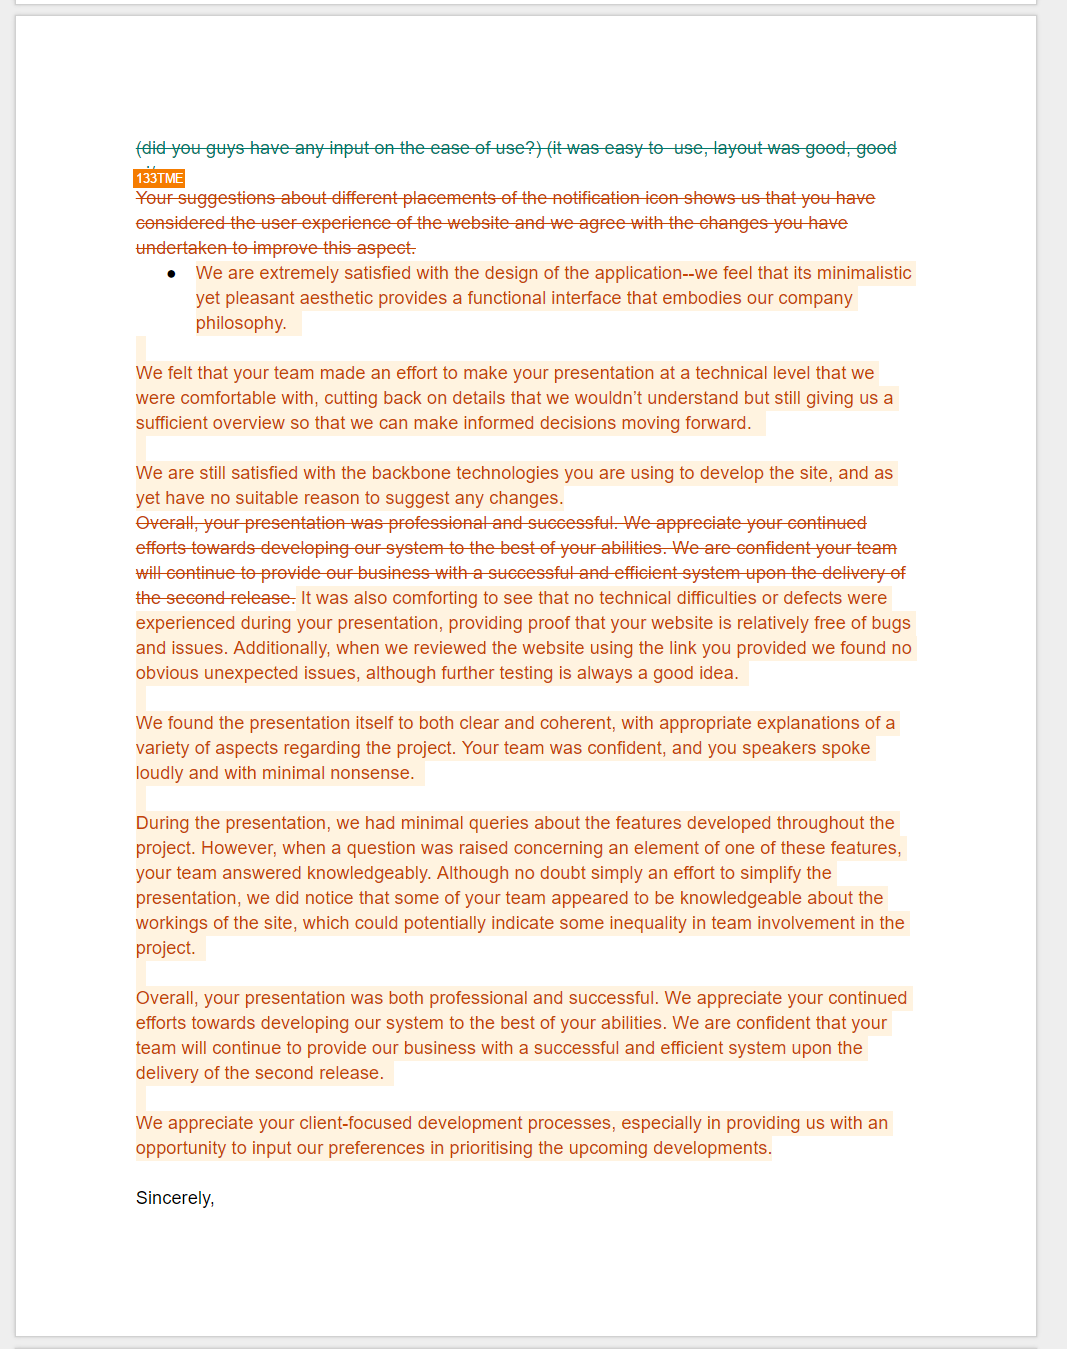 (did you guys have any input on the ease of use?) (it was easy to use, layout was good, good
133TME
Your suggestions about different placements of the notification icon shows us that you have
considered the user experience of the website and we agree with the changes you have
undertaken to improve this aspect.
● We are extremely satisfied with the design of the application--we feel that its minimalistic
yet pleasant aesthetic provides a functional interface that embodies our company
philosophy.
We felt that your team made an effort to make your presentation at a technical level that we
were comfortable with, cutting back on details that we wouldn’t understand but still giving us a
sufficient overview so that we can make informed decisions moving forward.
We are still satisfied with the backbone technologies you are using to develop the site, and as
yet have no suitable reason to suggest any changes.
Overall, your presentation was professional and successful. We appreciate your continued
efforts towards developing our system to the best of your abilities. We are confident your team
will continue to provide our business with a successful and efficient system upon the delivery of
the second release. It was also comforting to see that no technical difficulties or defects were
experienced during your presentation, providing proof that your website is relatively free of bugs
and issues. Additionally, when we reviewed the website using the link you provided we found no
obvious unexpected issues, although further testing is always a good idea.
We found the presentation itself to both clear and coherent, with appropriate explanations of a
variety of aspects regarding the project. Your team was confident, and you speakers spoke
loudly and with minimal nonsense.
During the presentation, we had minimal queries about the features developed throughout the
project. However, when a question was raised concerning an element of one of these features,
your team answered knowledgeably. Although no doubt simply an effort to simplify the
presentation, we did notice that some of your team appeared to be knowledgeable about the
workings of the site, which could potentially indicate some inequality in team involvement in the
project.
Overall, your presentation was both professional and successful. We appreciate your continued
efforts towards developing our system to the best of your abilities. We are confident that your
team will continue to provide our business with a successful and efficient system upon the
delivery of the second release.
We appreciate your client-focused development processes, especially in providing us with an
opportunity to input our preferences in prioritising the upcoming developments.
Sincerely,